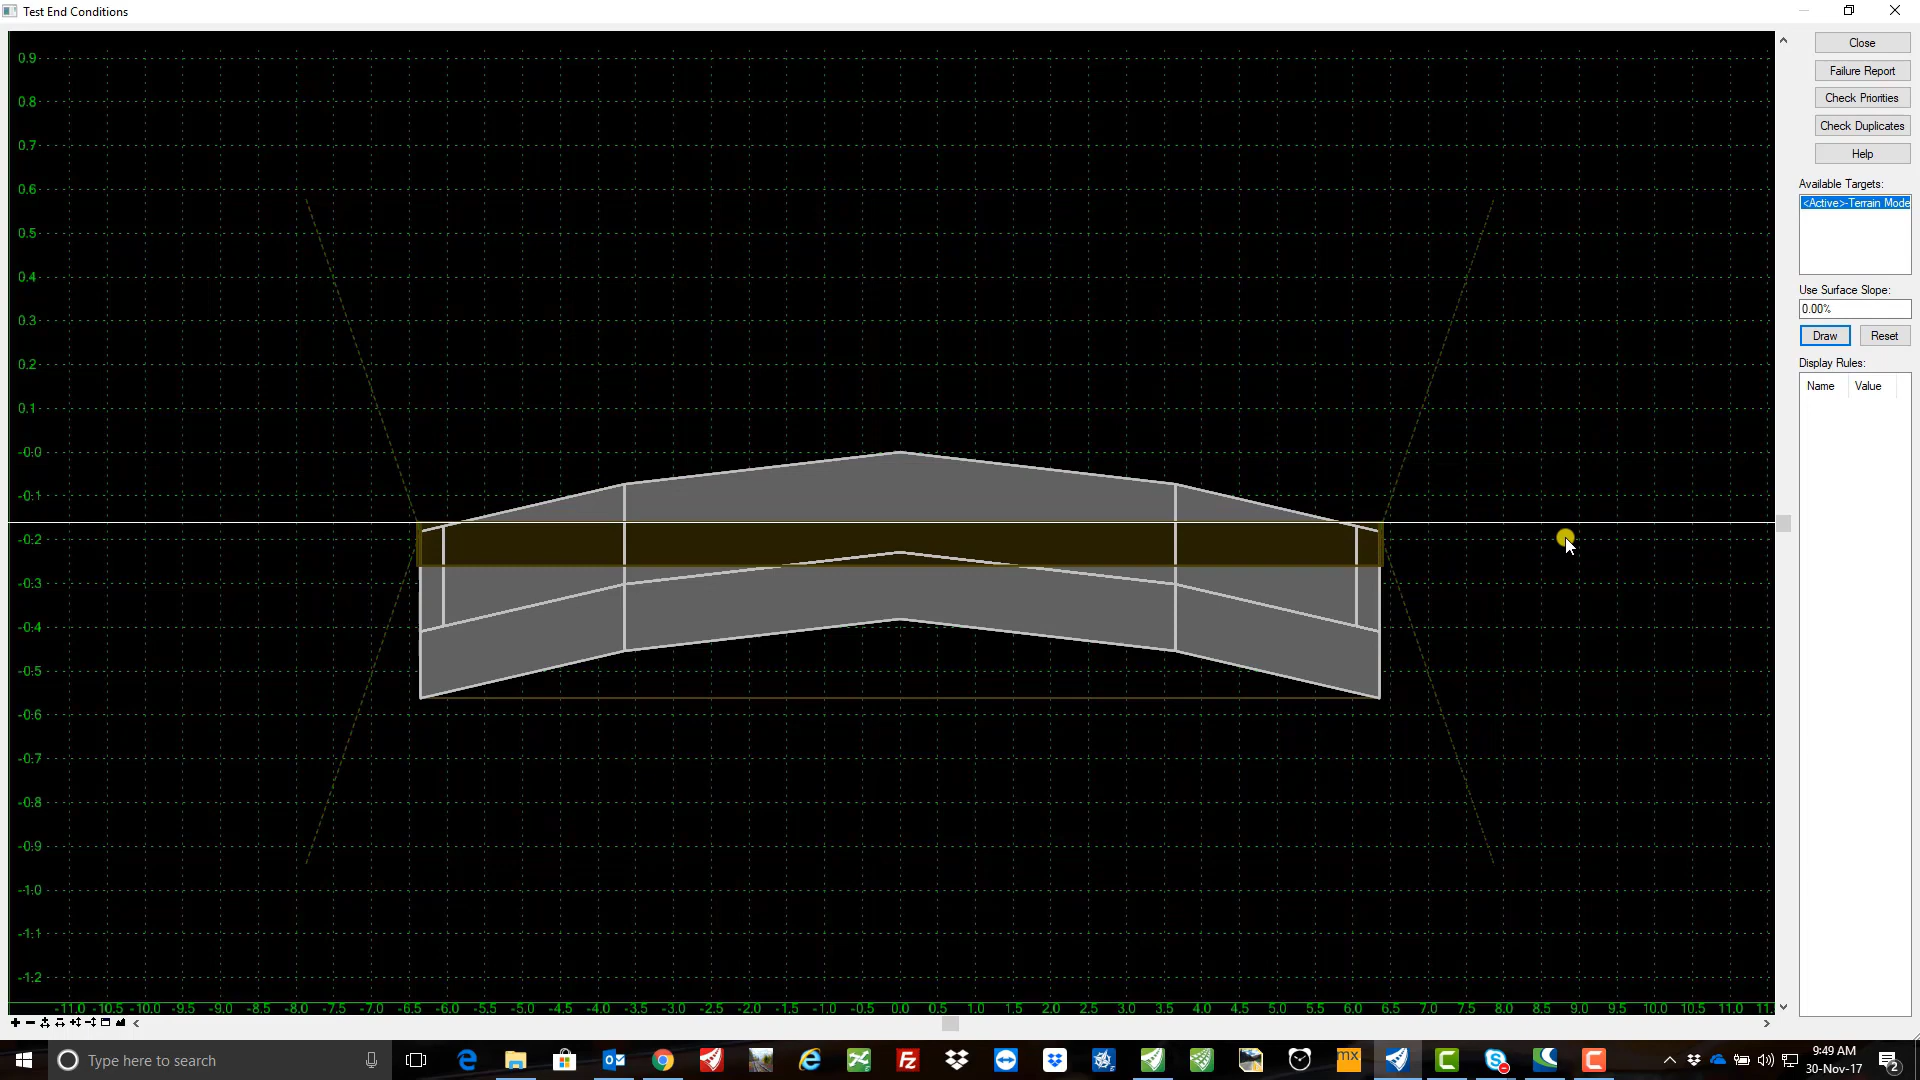 Test End Conditions
Close
Failure Report
Check Priorities
Check Duplicates
Help
Available Targets:
<Active>-Terrain Mode
Use Surface Slope:
0.00%
Draw Reset
Display Rules:
Name Value
0.9
0.8
0.7
0.6
0.5
0.4
0.3
0.2
0.1
-0.0
-0.1
-0.2
-0.3
-0.4
-0.5
-0.6
-0.7
-0.8
-0.9
-1.0
-1.1
-1.2
-11.0 -10.5 -10.0 -9.5 -9.0 -8.5 -8.0 -7.5 -7.0 -6.5 -6.0 -5.5 -5.0 -4.5 -4.0 -3.5 -3.0 -2.5 -2.0 -1.5 -1.0 -0.5 0.0 0.5 1.0 1.5 2.0 2.5 3.0 3.5 4.0 4.5 5.0 5.5 6.0 6.5 7.0 7.5 8.0 8.5 9.0 9.5 10.0 10.5 11.0 11.
Type here to search
mx
9:49 AM
30-Nov-17
2